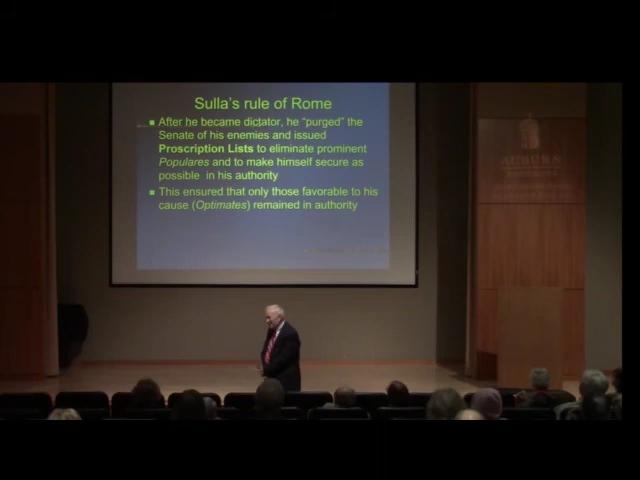 Sulla's rule of Rome
■ After he became dictator, he "purged" the
Senate of his enemies and issued
Proscription Lists to eliminate prominent
Populares and to make himself secure as
possible in his authority
■ This ensured that only those favorable to his
cause (Optimates) remained in authority
AUBURN